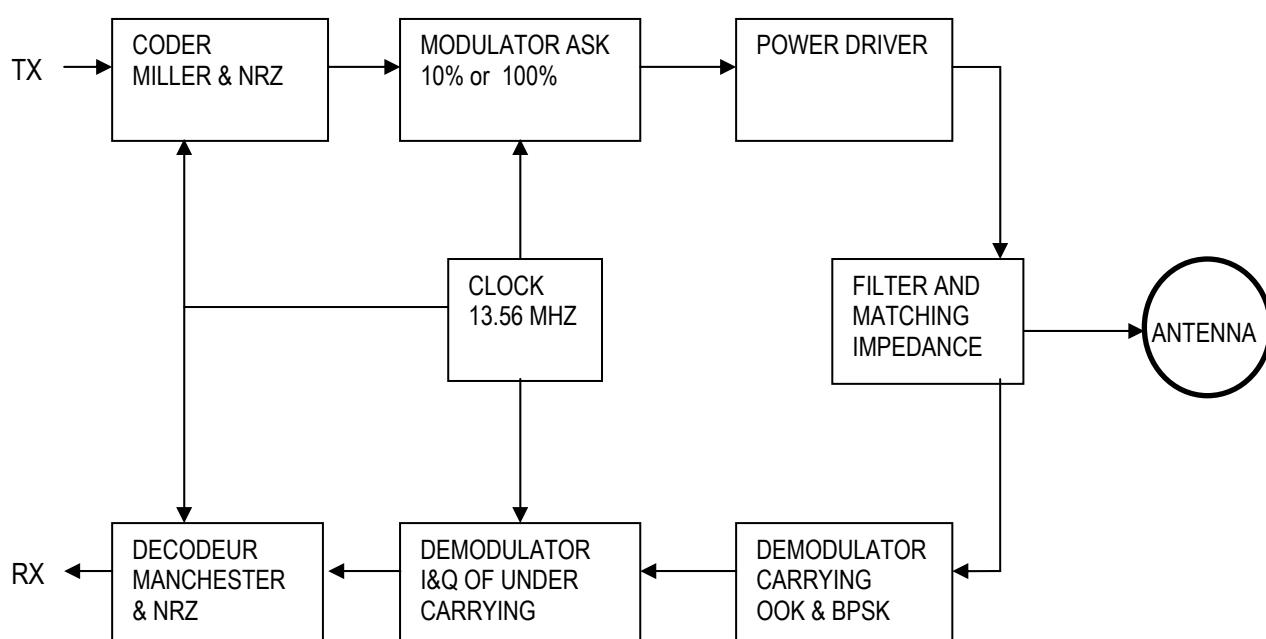 TX
CODER
MILLER & NRZ
MODULATOR ASK
10% or 100%
POWER DRIVER
CLOCK
13.56 MHZ
FILTER AND
MATCHING
IMPEDANCE
ANTENNA
RX
DECODEUR
MANCHESTER
& NRZ
DEMODULATOR
I&Q OF UNDER
CARRYING
DEMODULATOR
CARRYING
OOK & BPSK